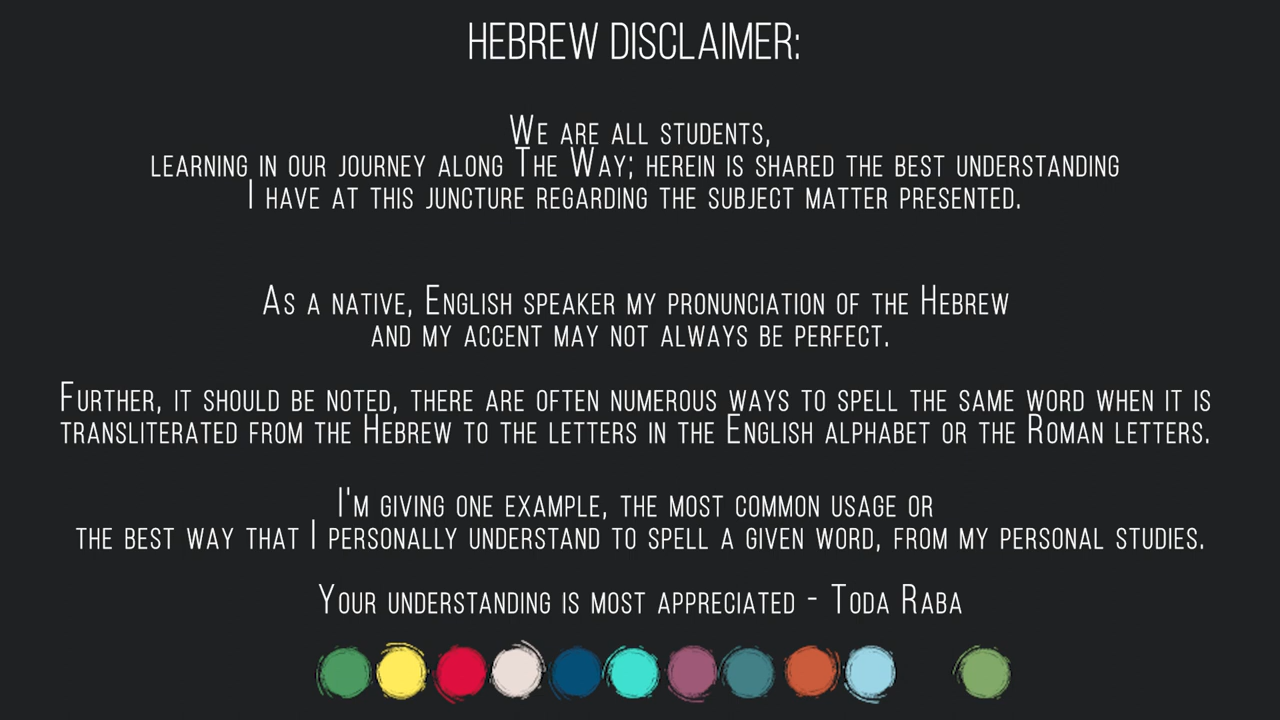 HEBREW DISCLAIMER:
We are all students,
learning in our journey along The Way; herein is shared the best understanding
I have at this juncture regarding the subject matter presented.
As a native, English speaker my pronunciation of the Hebrew
and my accent may not always be perfect.
Further, it should be noted, there are often numerous ways to spell the same word when it is
transliterated from the Hebrew to the letters in the English alphabet or the Roman letters.
I'm giving one example, the most common usage or
the best way that I personally understand to spell a given word, from my personal studies.
Your understanding is most appreciated - Toda Raba